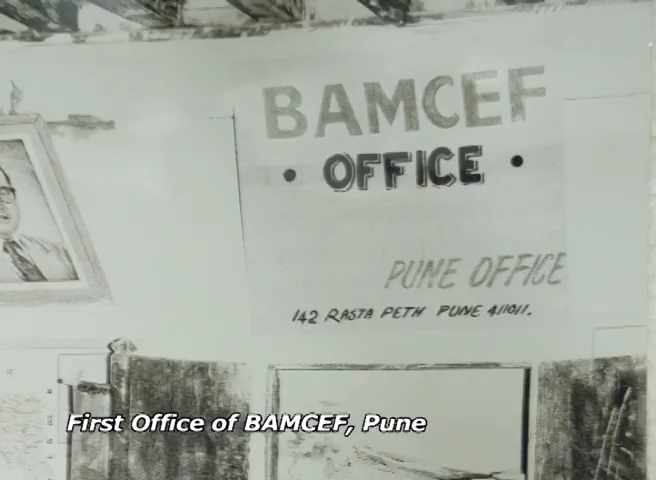 BAMCEF
• OFFICE •
PUNE OFFICE
142 RASTA PETH PUNE 411011.
First Office of BAMCEF, Pune